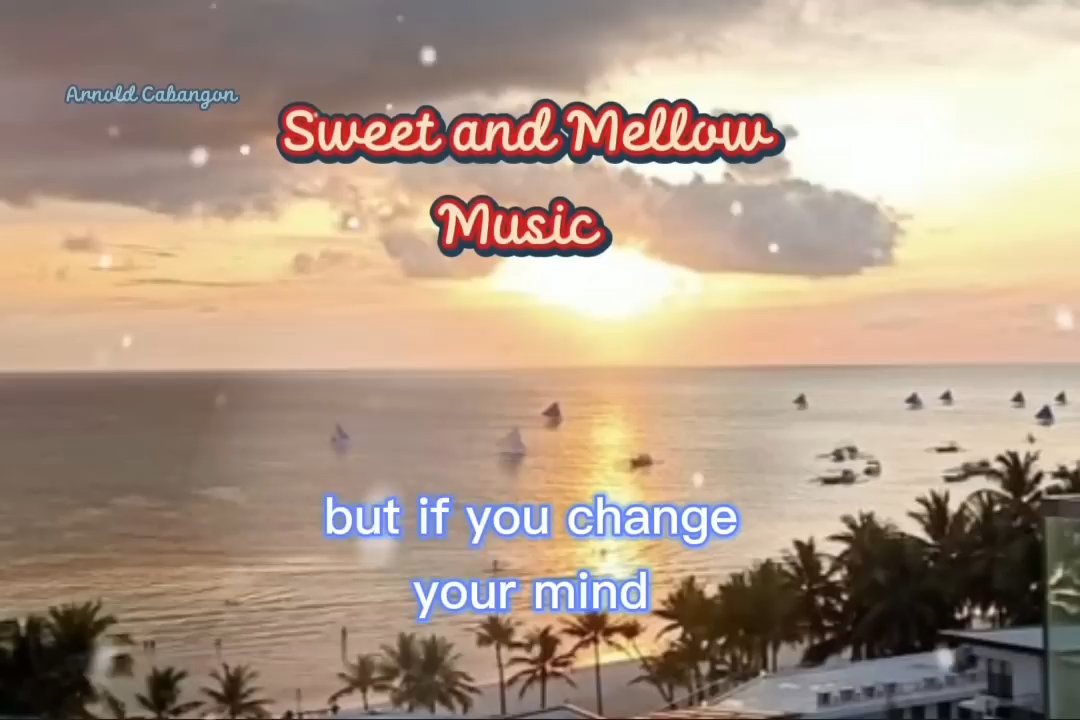 Arnold Cabangon
Sweet and Mellow
Music
but if you change
your mind